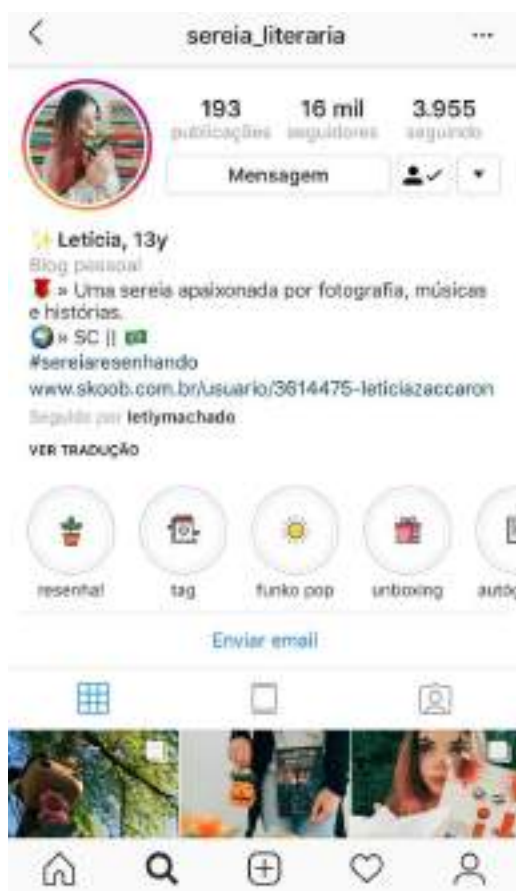 sereia_literaria
193 16 mil 3.955
publicações seguidores seguindo
Mensagem
Leticia, 13y
Blog pessoal
» Uma sereia apaixonada por fotografia, músicas
e histórias.
» SC ||
#sereiaresenhando
www.skoob.com.br/usuario/3614475-leticiazaccaron
Seguido por letlymachado
VER TRADUÇÃO
resenha! tag funko pop unboxing autóg
Enviar email